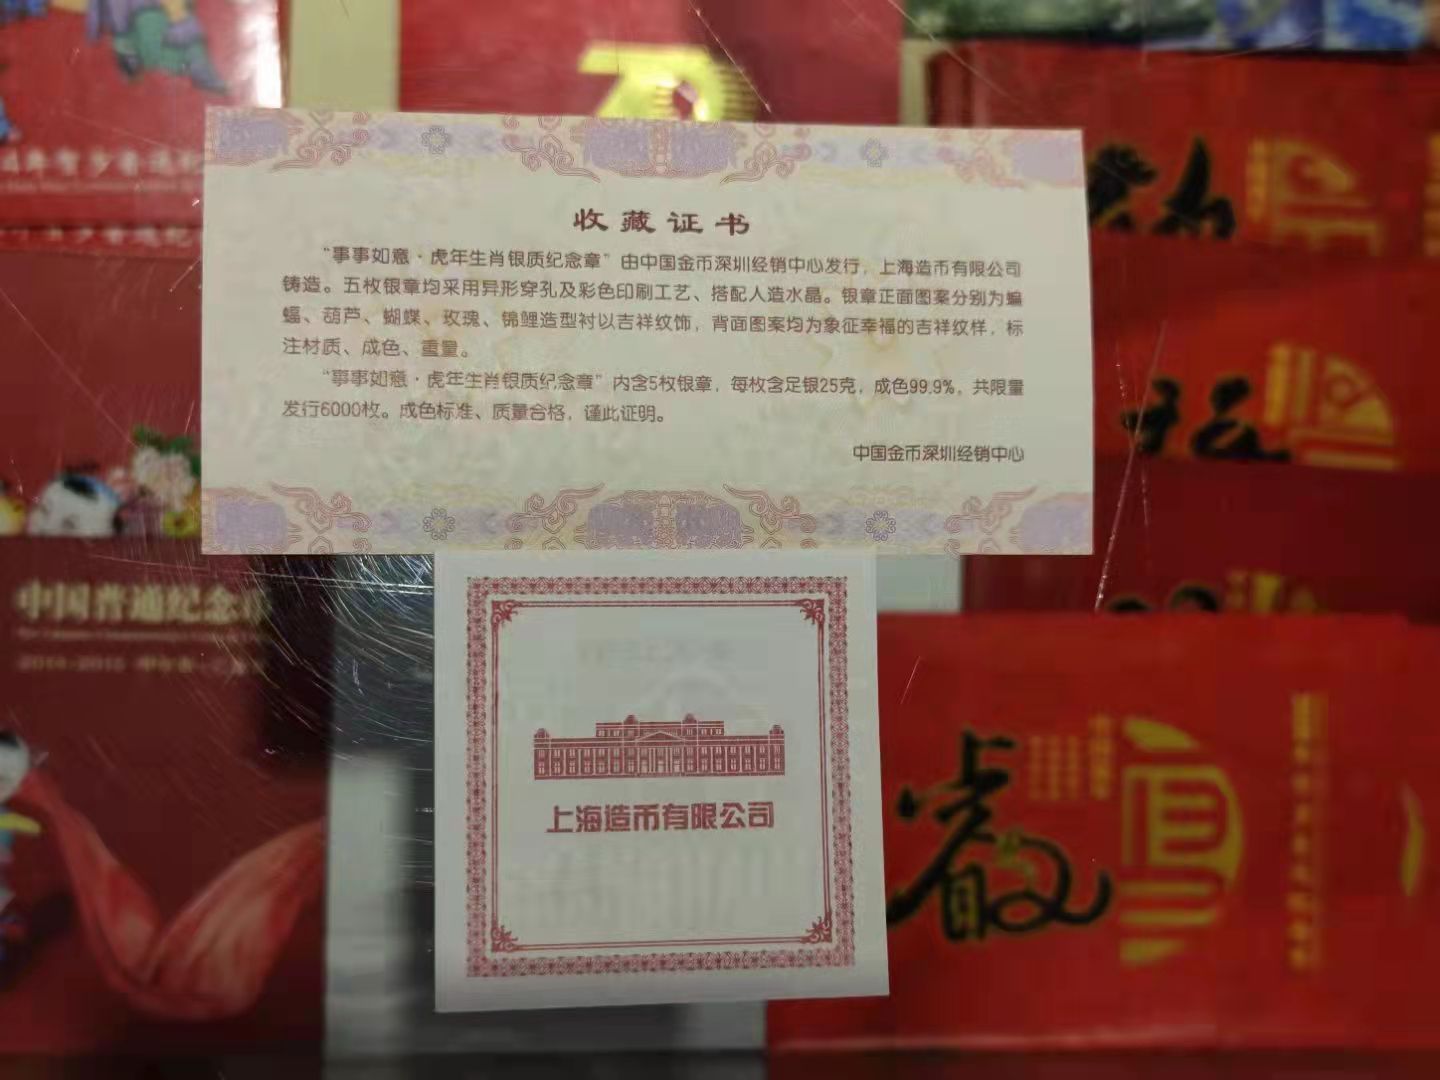 收藏证书
“事事如意·虎年生肖银质纪念章”由中国金币深圳经销中心发行，上海造币有限公司
铸造。五枚银章均采用异形穿孔及彩色印刷工艺、搭配人造水晶。银章正面图案分别为蝙
蝠、葫芦、蝴蝶、玫瑰、锦鲤造型衬以吉祥纹饰，背面图案均为象征幸福的吉祥纹样，标
注材质、成色、重量。
“事事如意·虎年生肖银质纪念章”内含5枚银章，每枚含足银25克，成色99.9%，共限量
发行6000枚。成色标准、质量合格，谨此证明。
中国金币深圳经销中心
中国普通纪念
上海造币有限公司